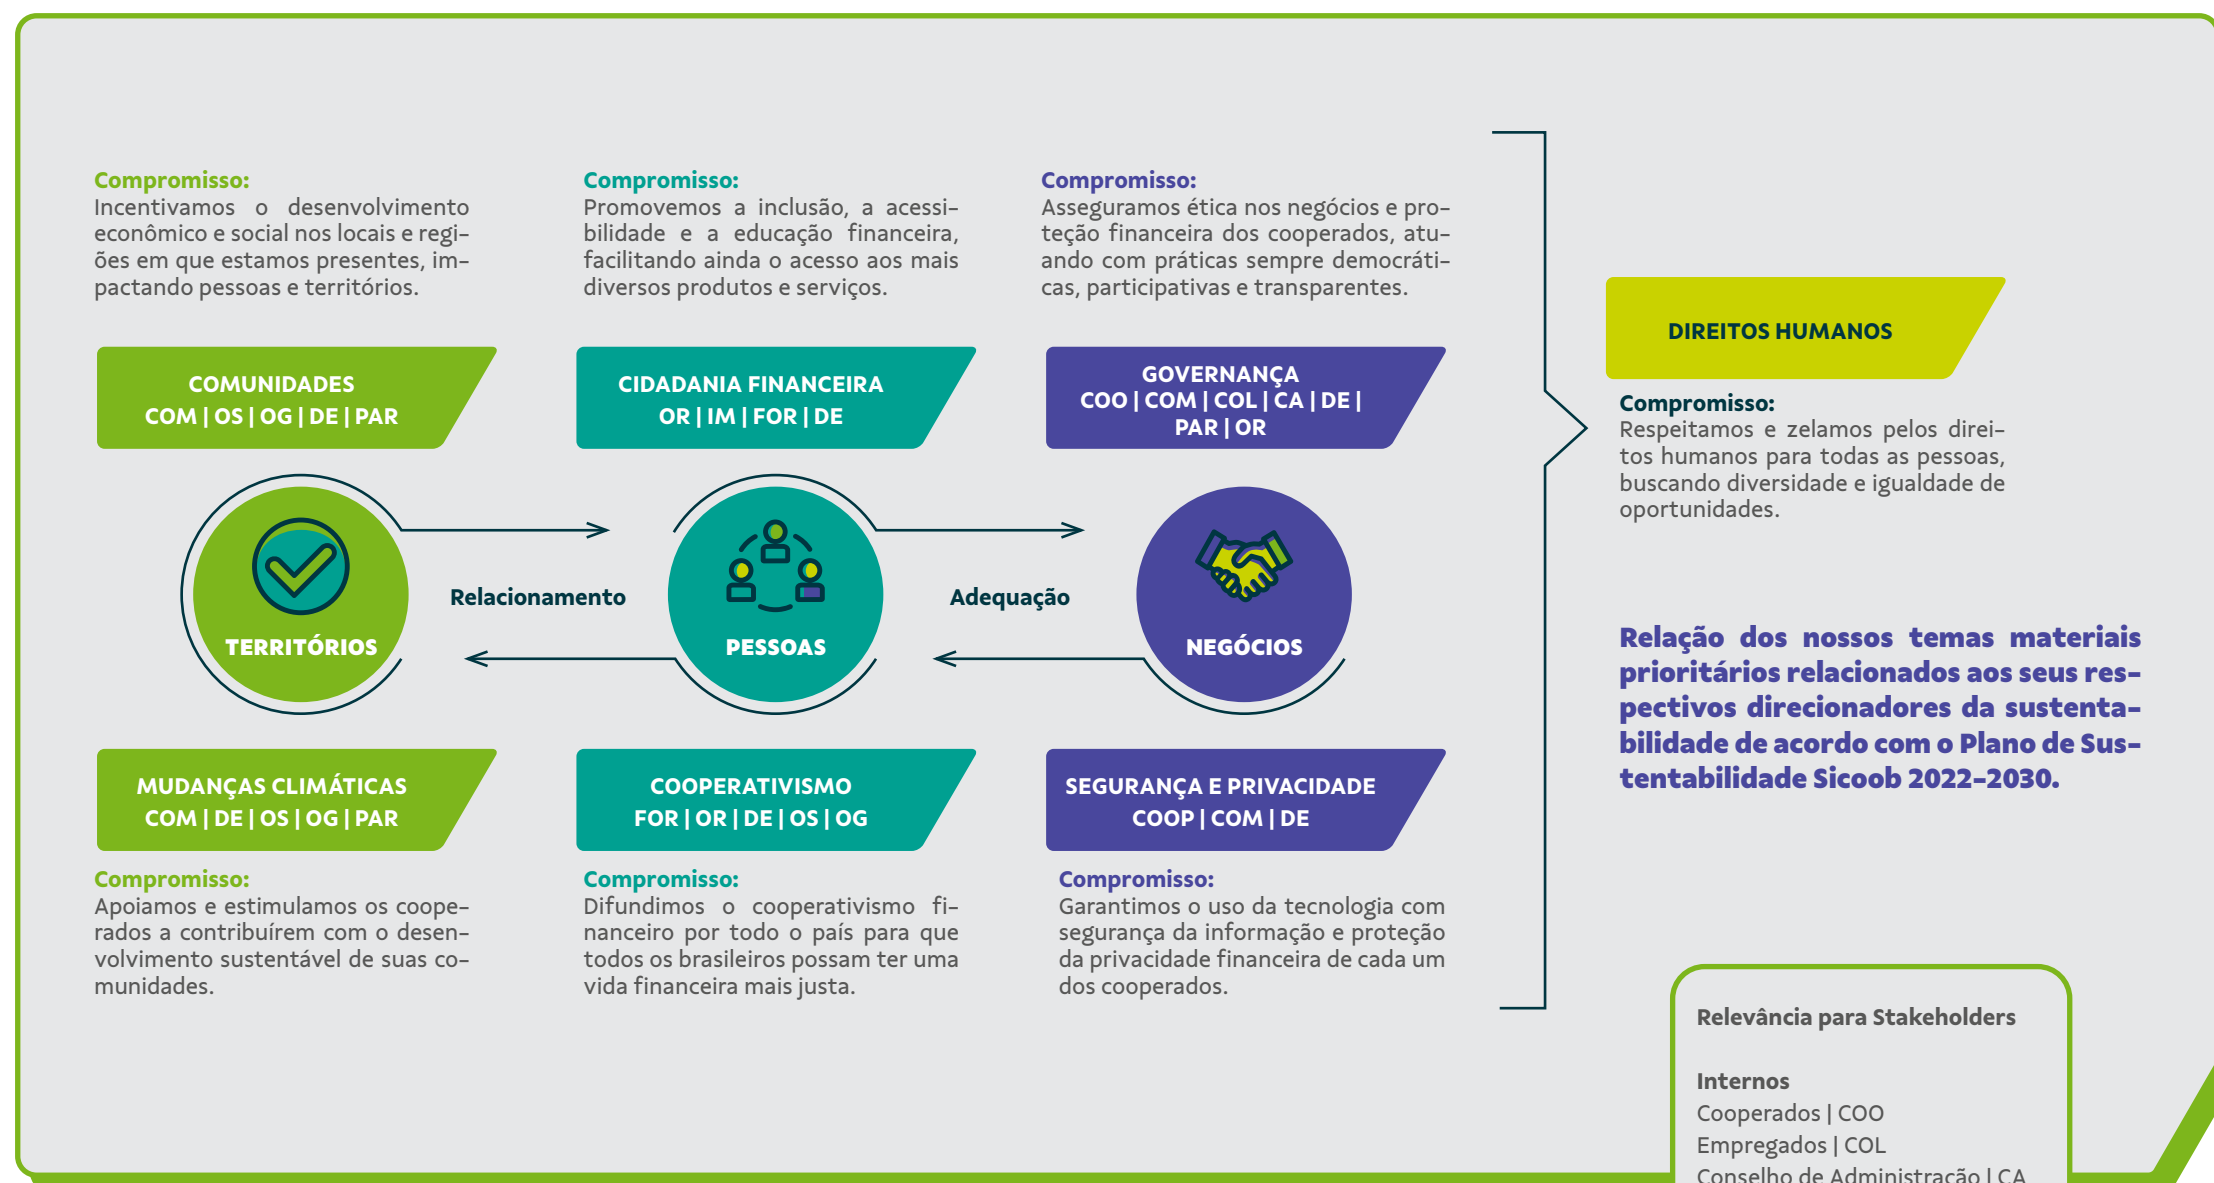 Compromisso:
Incentivamos o desenvolvimento
econômico e social nos locais e regi-
ões em que estamos presentes, im-
pactando pessoas e territórios.
Compromisso:
Promovemos a inclusão, a acessi-
bilidade e a educação financeira,
facilitando ainda o acesso aos mais
diversos produtos e serviços.
Compromisso:
Asseguramos ética nos negócios e pro-
teção financeira dos cooperados, atu-
ando com práticas sempre democráti-
cas, participativas e transparentes.
COMUNIDADES
COM | OS | OG | DE | PAR
CIDADANIA FINANCEIRA
OR | IM | FOR | DE
GOVERNANÇA
COO | COM | COL | CA | DE |
PAR | OR
TERRITÓRIOS
Relacionamento
PESSOAS
Adequação
NEGÓCIOS
MUDANÇAS CLIMÁTICAS
COM | DE | OS | OG | PAR
COOPERATIVISMO
FOR | OR | DE | OS | OG
SEGURANÇA E PRIVACIDADE
COOP | COM | DE
Compromisso:
Apoiamos e estimulamos os coope-
rados a contribuírem com o desen-
volvimento sustentável de suas co-
munidades.
Compromisso:
Difundimos o cooperativismo fi-
nanceiro por todo o país para que
todos os brasileiros possam ter uma
vida financeira mais justa.
Compromisso:
Garantimos o uso da tecnologia com
segurança da informação e proteção
da privacidade financeira de cada um
dos cooperados.
DIREITOS HUMANOS
Compromisso:
Respeitamos e zelamos pelos direi-
tos humanos para todas as pessoas,
buscando diversidade e igualdade de
oportunidades.
Relação dos nossos temas materiais
prioritários relacionados aos seus res-
pectivos direcionadores da sustenta-
bilidade de acordo com o Plano de Sus-
tentabilidade Sicoob 2022-2030.
Relevância para Stakeholders
Internos
Cooperados | COO
Empregados | COL
Conselho de Administração | CA